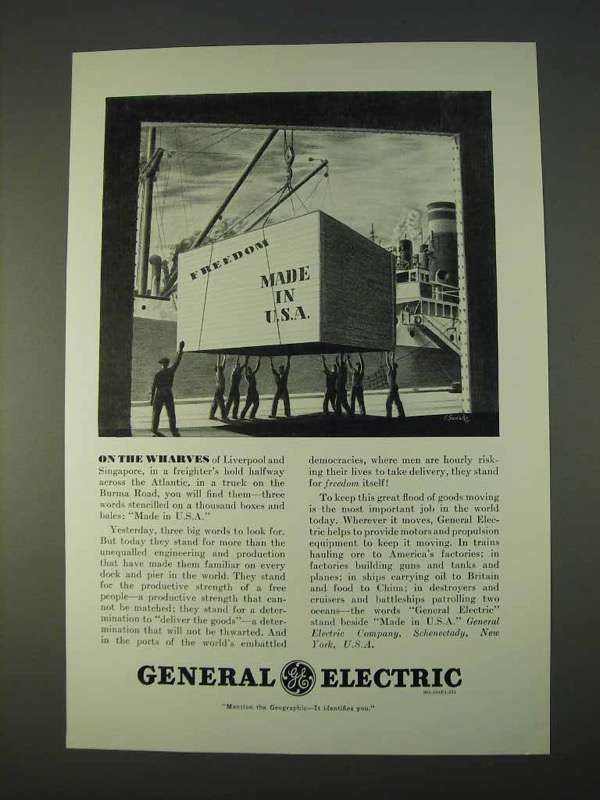 FREEDOM
MADE
IN
U.S.A.
ON THE WHARVES of Liverpool and
Singapore, in a freighter's hold halfway
across the Atlantic, in a truck on the
Burma Road, you will find them—three
words stencilled on a thousand boxes and
bales: "Made in U.S.A."
Yesterday, three big words to look for.
But today they stand for more than the
unequalled engineering and production
that have made them familiar on every
dock and pier in the world. They stand
for the productive strength of a free
people—a productive strength that can-
not be matched; they stand for a deter-
mination to "deliver the goods"—a de-
termination that will not be thwarted. And
in the ports of the world's embattled
democracies, where men are hourly risk-
ing their lives to take delivery, they stand
for freedom itself!
To keep this great flood of goods moving
is the most important job in the world
today. Wherever it moves, General Elec-
tric helps to provide motors and propulsion
equipment to keep it moving. In trains
hauling ore to America's factories; in
factories building guns and tanks and
planes; in ships carrying oil to Britain
and food to China; in destroyers and
cruisers and battleships patrolling two
oceans—the words "General Electric"
stand beside "Made in U.S.A." General
Electric Company, Schenectady, New
York, U.S.A.
GENERAL GE ELECTRIC
"Mention the Geographic—It identifies you."